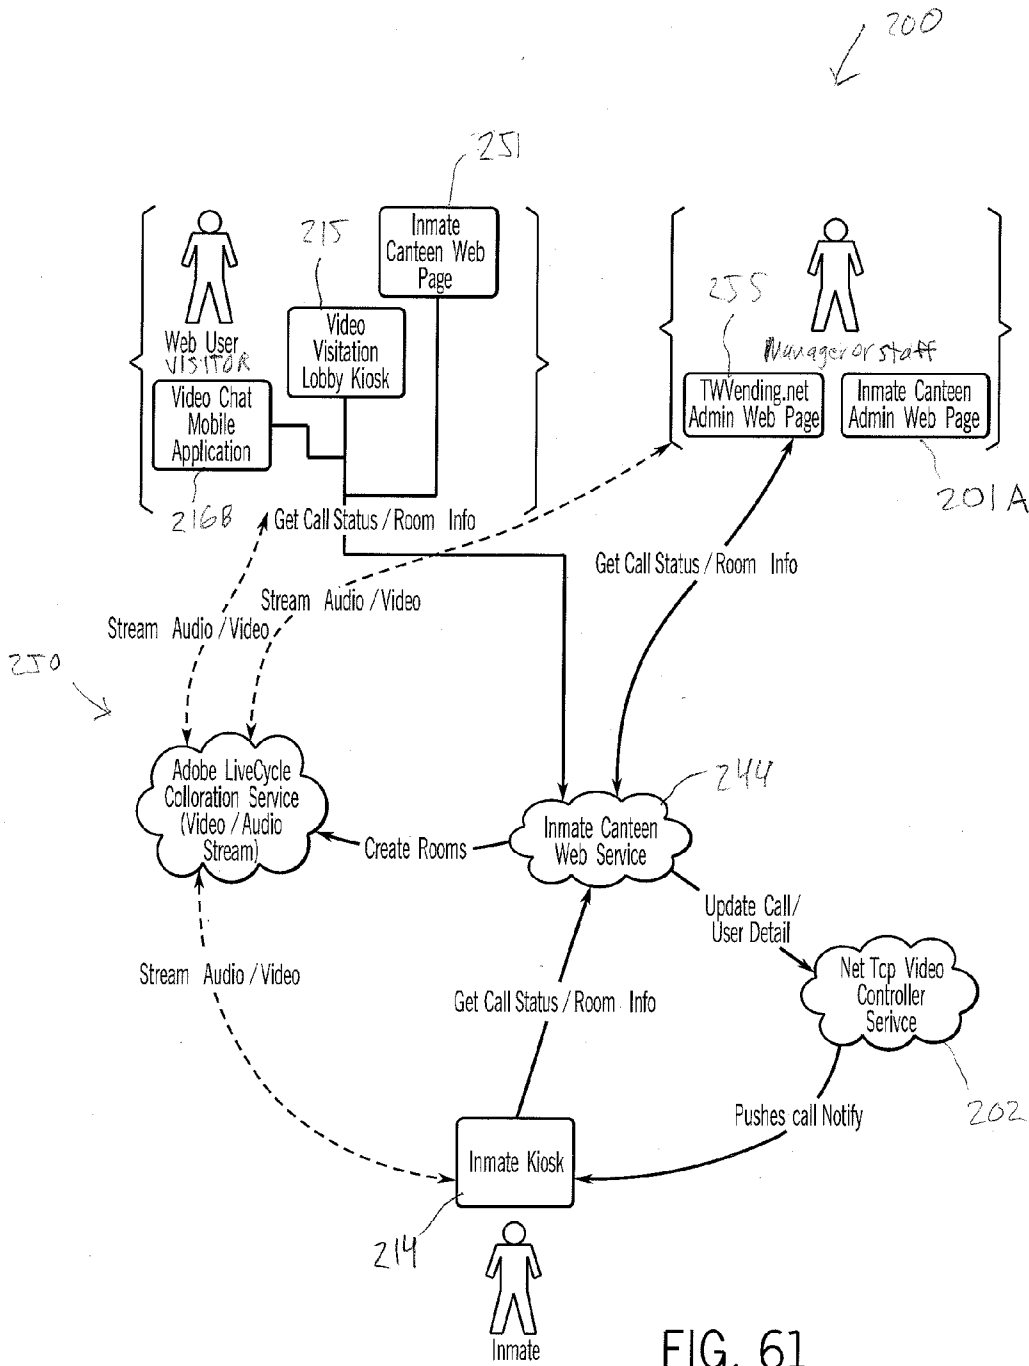 200
251
215
Inmate
Canteen Web
Page
255
Video
Visitation
Lobby Kiosk
Web User
VISITOR
Manager or staff
Video Chat
Mobile
Application
TWVending.net
Admin Web Page
Inmate Canteen
Admin Web Page
216B
201A
Get Call Status / Room Info
Get Call Status / Room Info
Stream Audio / Video
Stream Audio / Video
250
244
Adobe LiveCycle
Colloration Service
(Video / Audio
Stream)
Inmate Canteen
Web Service
Create Rooms
Update Call/
User Detail
Stream Audio / Video
Net Tcp Video
Controller
Serivce
Get Call Status / Room Info
202
Pushes call Notify
Inmate Kiosk
214
Inmate
FIG. 61